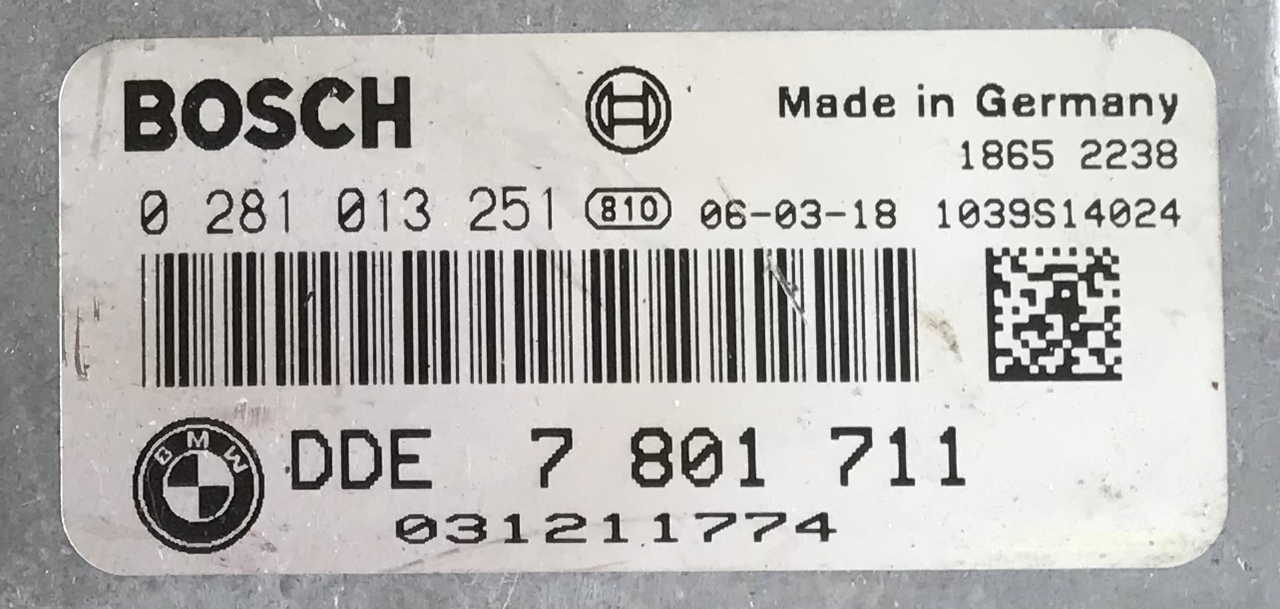 BOSCH Made in Germany
1865 2238
0 281 013 251 810 06-03-18 1039S14024
BMW DDE 7 801 711
031211774